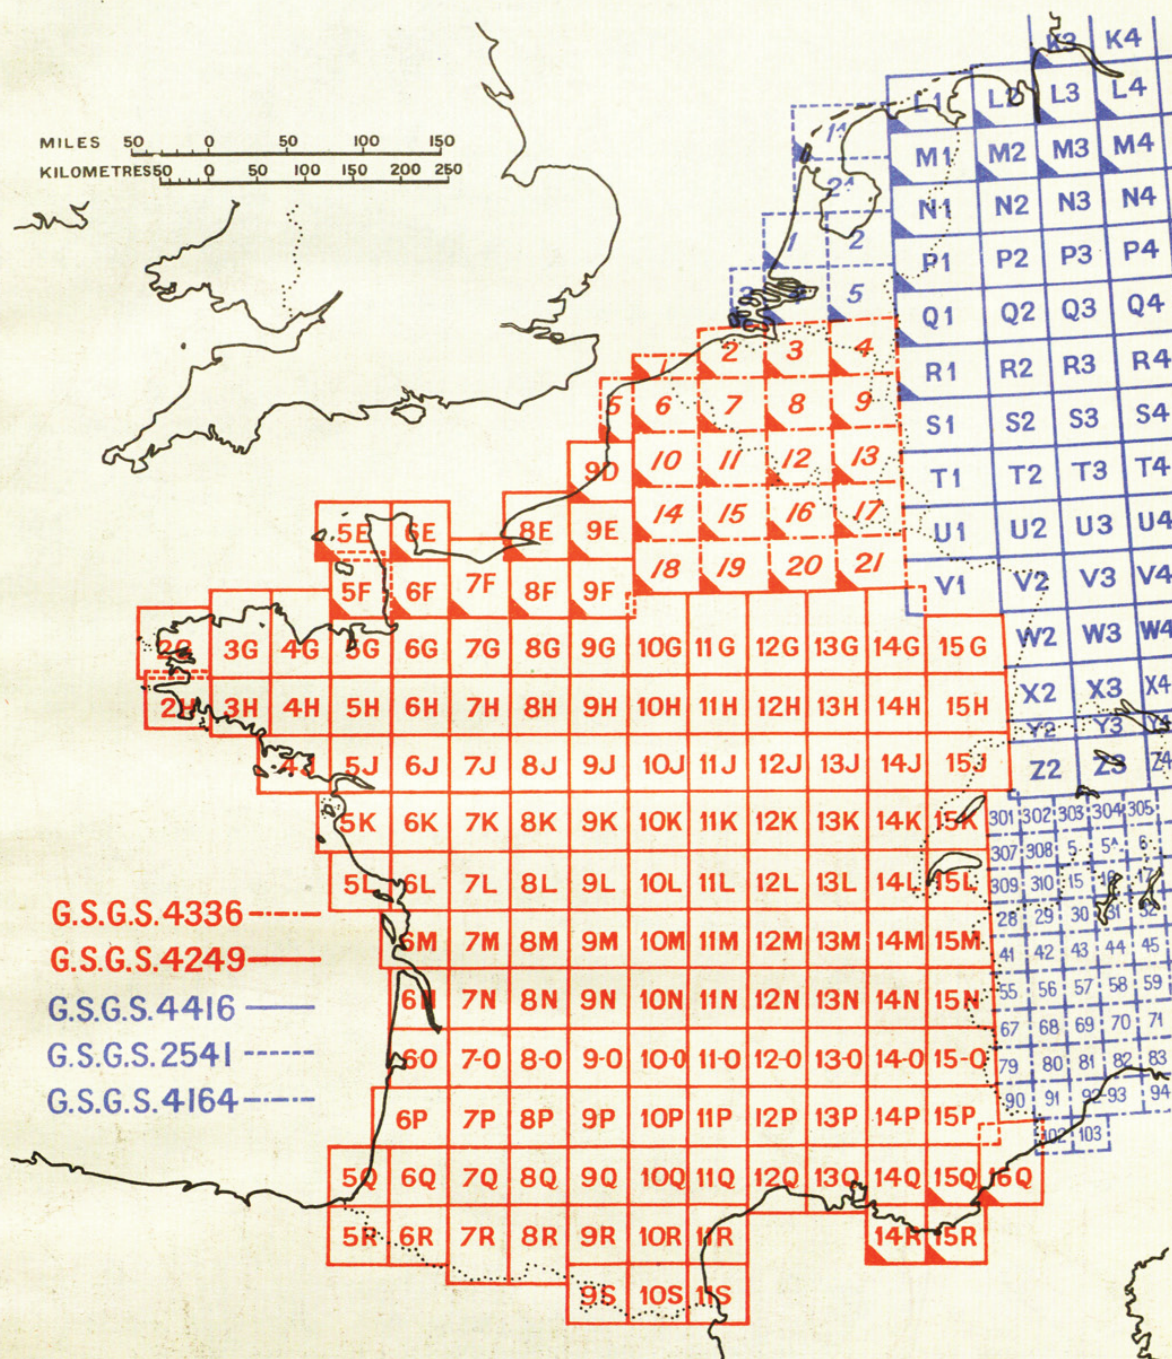 K3 K4
L1 L2 L3 L4
MILES 50 0 50 100 150
KILOMETRES 50 0 50 100 150 200 250
1A
M1 M2 M3 M4
2A
N1 N2 N3 N4
1 2
P1 P2 P3 P4
3 4 5
Q1 Q2 Q3 Q4
1 2 3 4
R1 R2 R3 R4
5 6 7 8 9
S1 S2 S3 S4
9D 10 11 12 13
T1 T2 T3 T4
5E 6E 8E 9E 14 15 16 17
U1 U2 U3 U4
5F 6F 7F 8F 9F 18 19 20 21
V1 V2 V3 V4
2G 3G 4G 5G 6G 7G 8G 9G 10G 11G 12G 13G 14G 15G
W2 W3 W4
2H 3H 4H 5H 6H 7H 8H 9H 10H 11H 12H 13H 14H 15H
X2 X3 X4
Y2 Y3 Y4
4J 5J 6J 7J 8J 9J 10J 11J 12J 13J 14J 15J
Z2 Z3 Z4
5K 6K 7K 8K 9K 10K 11K 12K 13K 14K 15K
301 302 303 304 305
307 308 5 5A 6
5L 6L 7L 8L 9L 10L 11L 12L 13L 14L 15L
309 310 15 16 17
G.S.G.S.4336
28 29 30 31 32
6M 7M 8M 9M 10M 11M 12M 13M 14M 15M
41 42 43 44 45
G.S.G.S.4249
G.S.G.S.4416
6N 7N 8N 9N 10N 11N 12N 13N 14N 15N
55 56 57 58 59
67 68 69 70 71
G.S.G.S.2541
6-O 7-O 8-O 9-O 10-O 11-O 12-O 13-O 14-O 15-O
79 80 81 82 83
G.S.G.S.4164
90 91 92-93 94
6P 7P 8P 9P 10P 11P 12P 13P 14P 15P
102 103
5Q 6Q 7Q 8Q 9Q 10Q 11Q 12Q 13Q 14Q 15Q 16Q
5R 6R 7R 8R 9R 10R 11R 14R 15R
9S 10S 11S